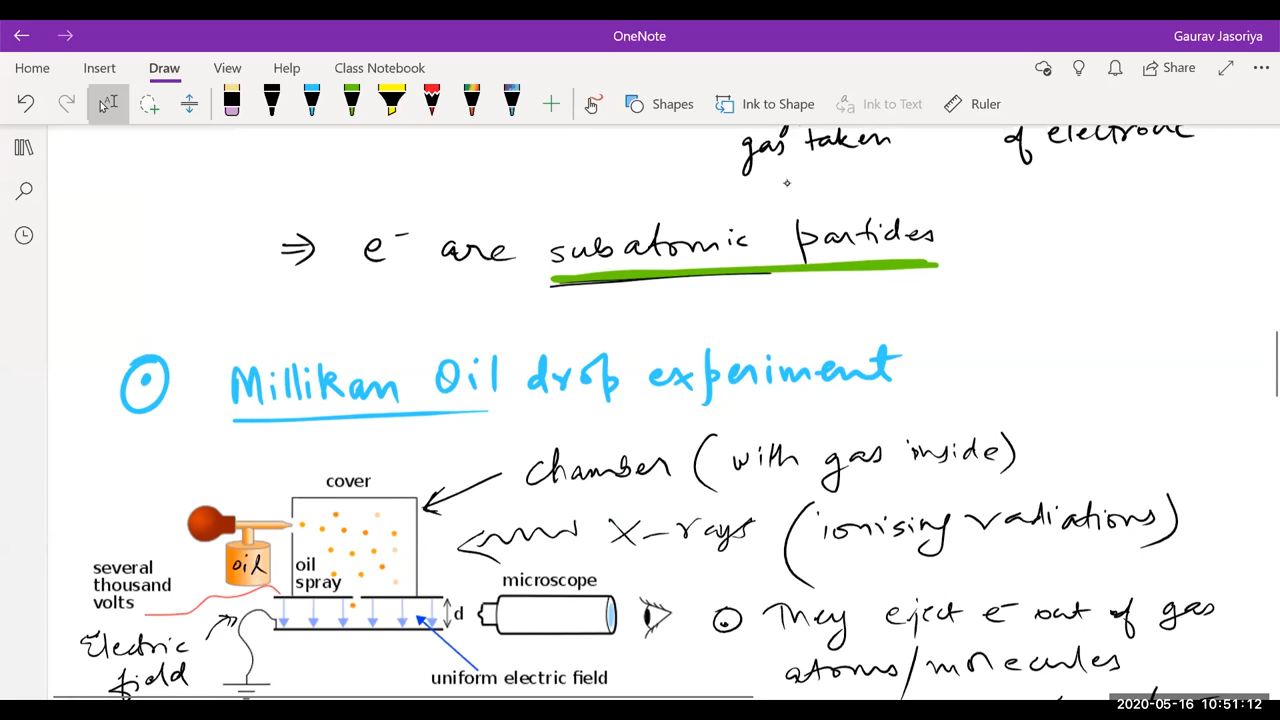 OneNote
Gaurav Jasoriya
Home Insert Draw View Help Class Notebook
Share
Shapes Ink to Shape Ink to Text Ruler
gas taken of electrode
⇒ e⁻ are subatomic particles
Millikan Oil drop experiment
chamber (with gas inside)
cover
X-rays (ionising radiations)
oil
oil
spray
several
thousand
volts
microscope
d
They eject e⁻ out of gas
atoms/molecules
Electric
field
uniform electric field
2020-05-16 10:51:12